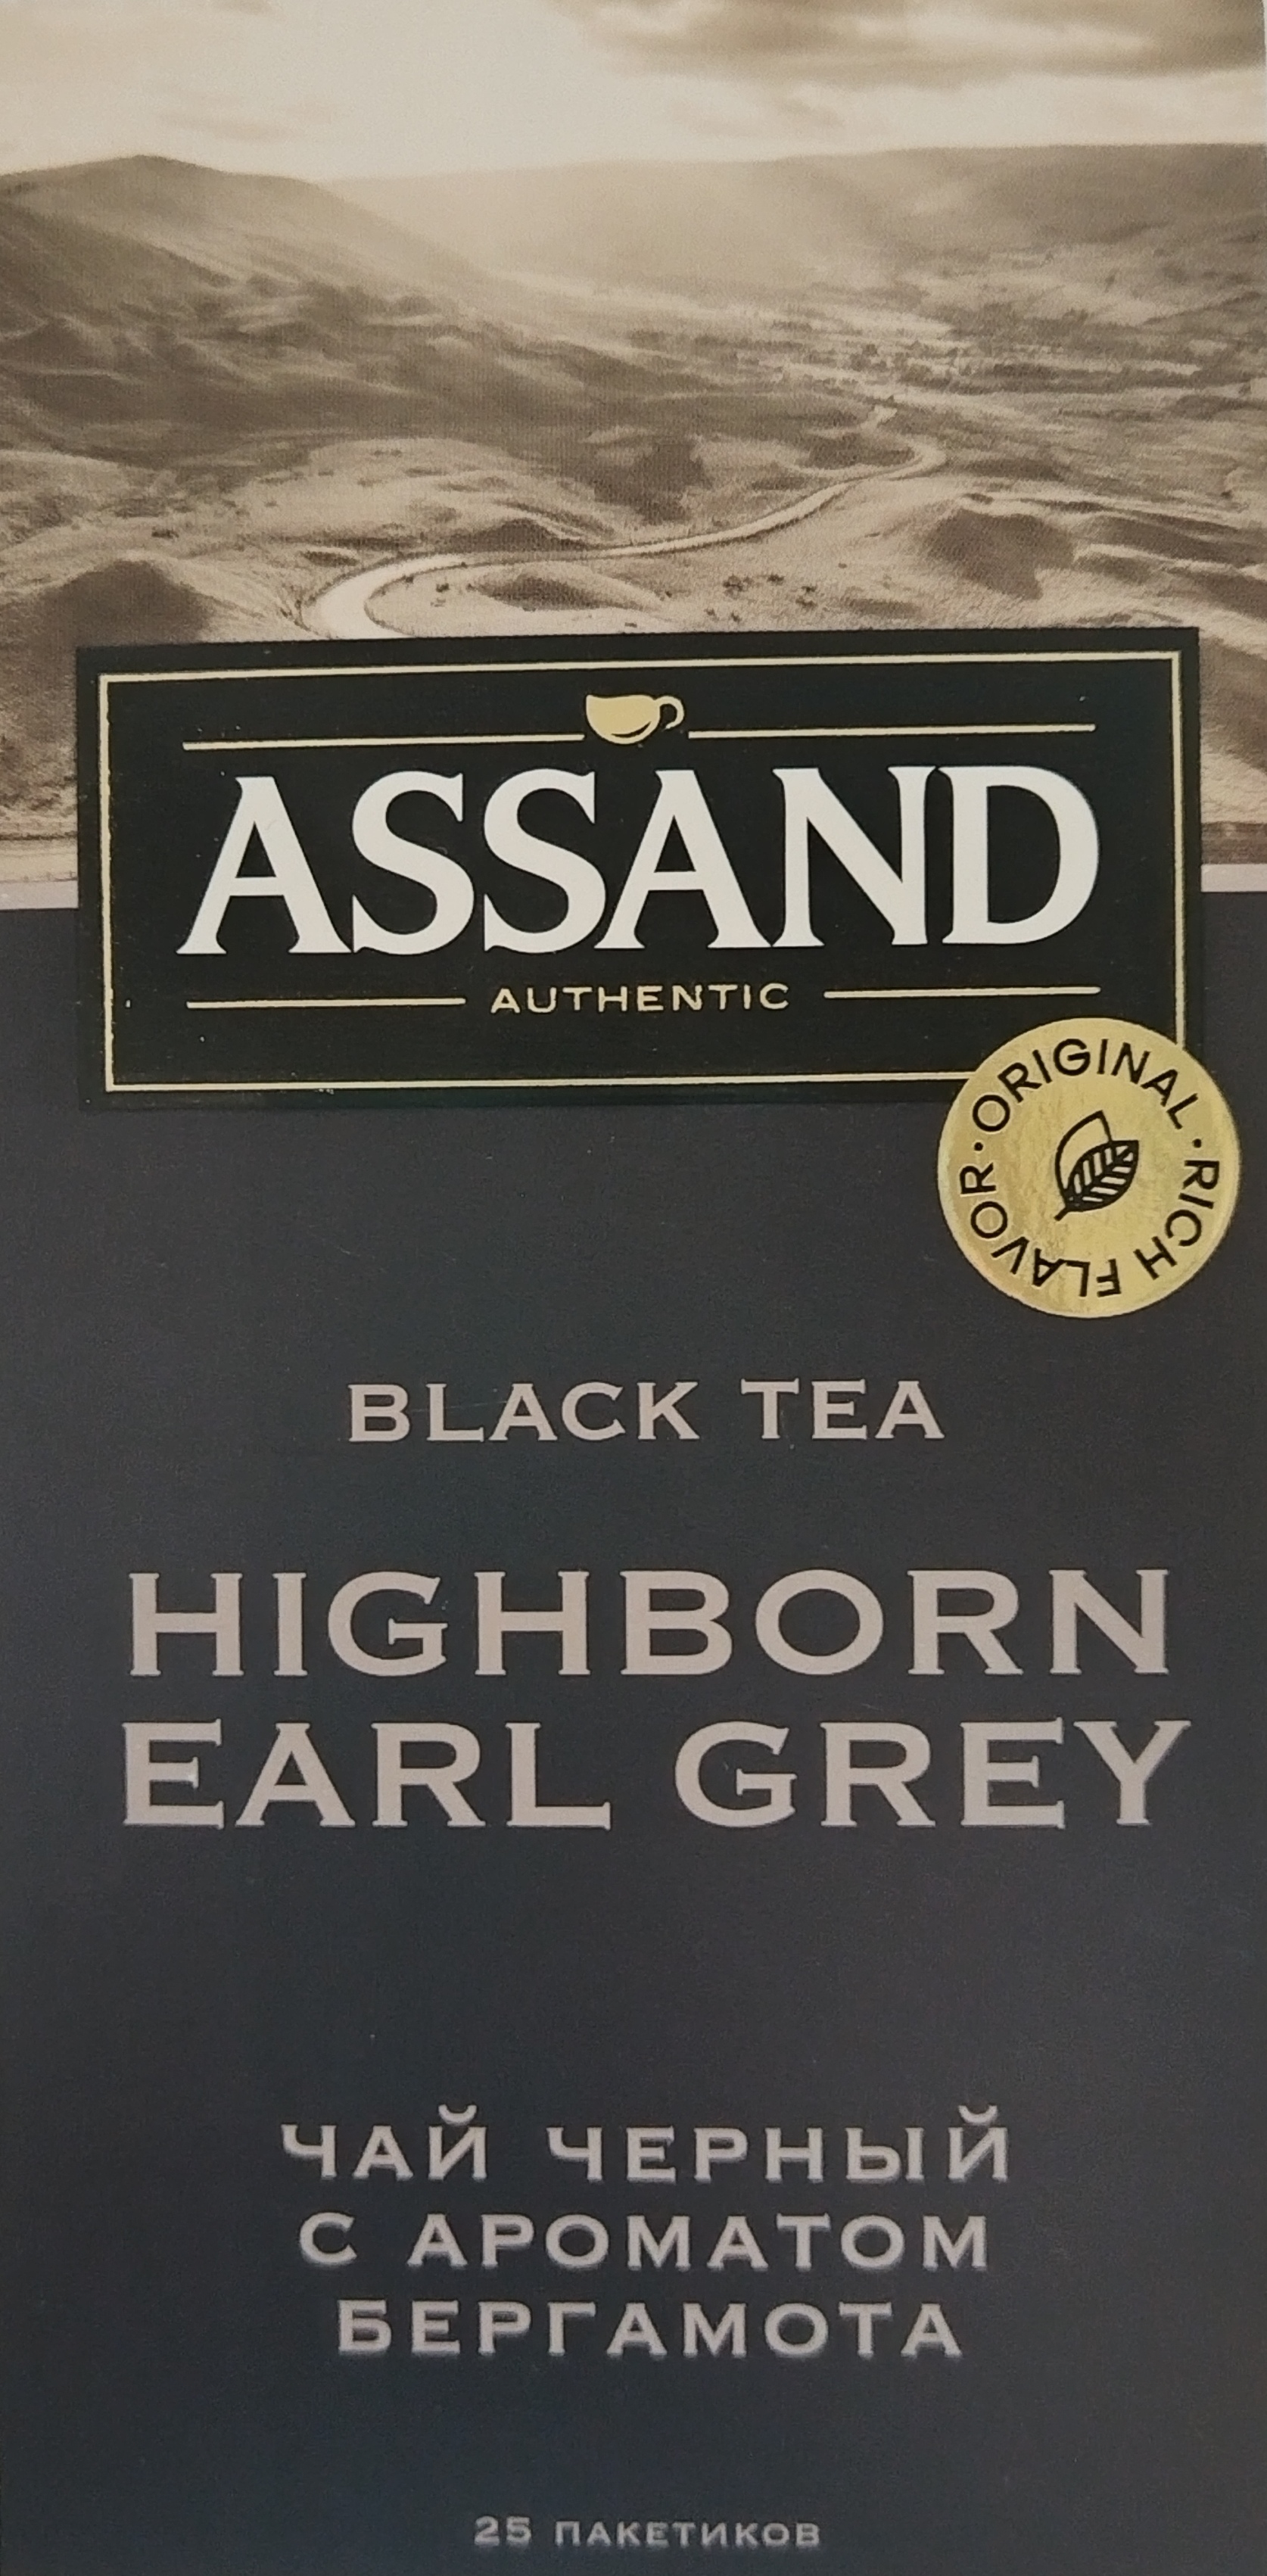 ASSAND
AUTHENTIC
· ORIGINAL · RICH FLAVOR
BLACK TEA
HIGHBORN
EARL GREY
ЧАЙ ЧЕРНЫЙ
С АРОМАТОМ
БЕРГАМОТА
25 ПАКЕТИКОВ